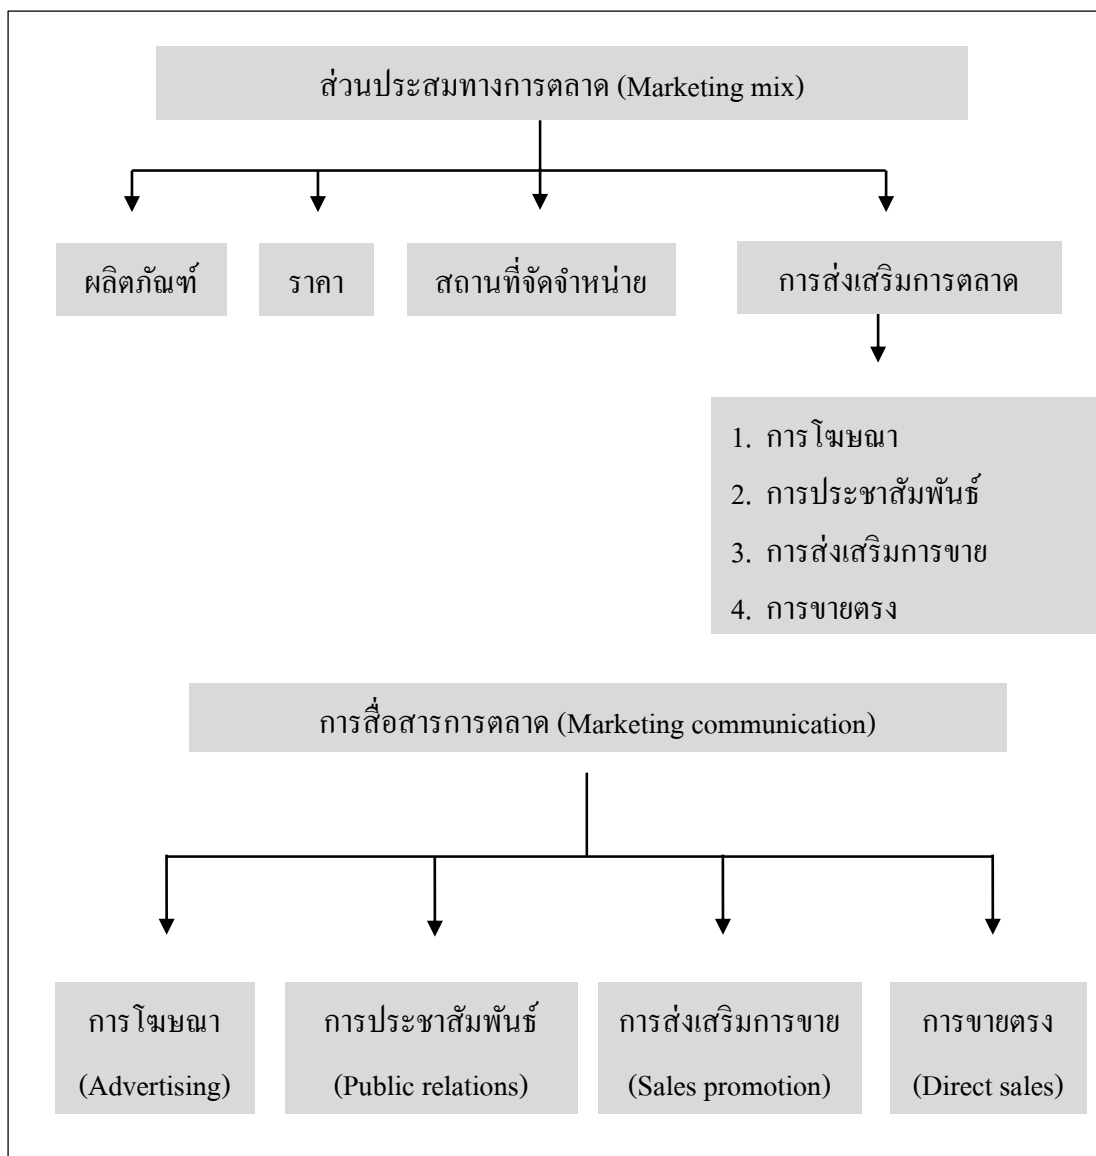 ส่วนประสมทางการตลาด (Marketing mix)
ผลิตภัณฑ์
ราคา
สถานที่จัดจำหน่าย
การส่งเสริมการตลาด
1. การโฆษณา
2. การประชาสัมพันธ์
3. การส่งเสริมการขาย
4. การขายตรง
การสื่อสารการตลาด (Marketing communication)
การโฆษณา
(Advertising)
การประชาสัมพันธ์
(Public relations)
การส่งเสริมการขาย
(Sales promotion)
การขายตรง
(Direct sales)